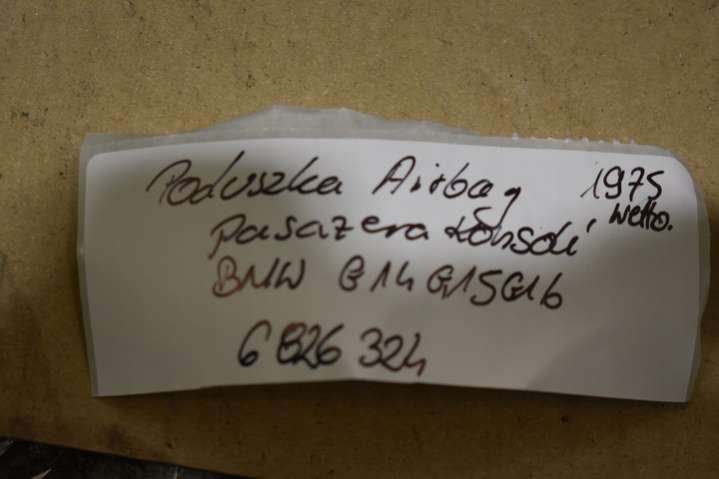 Poduszka Airbag 1975
netto.
pasażera konsoli
BMW G14 G15 G16
6 826 324